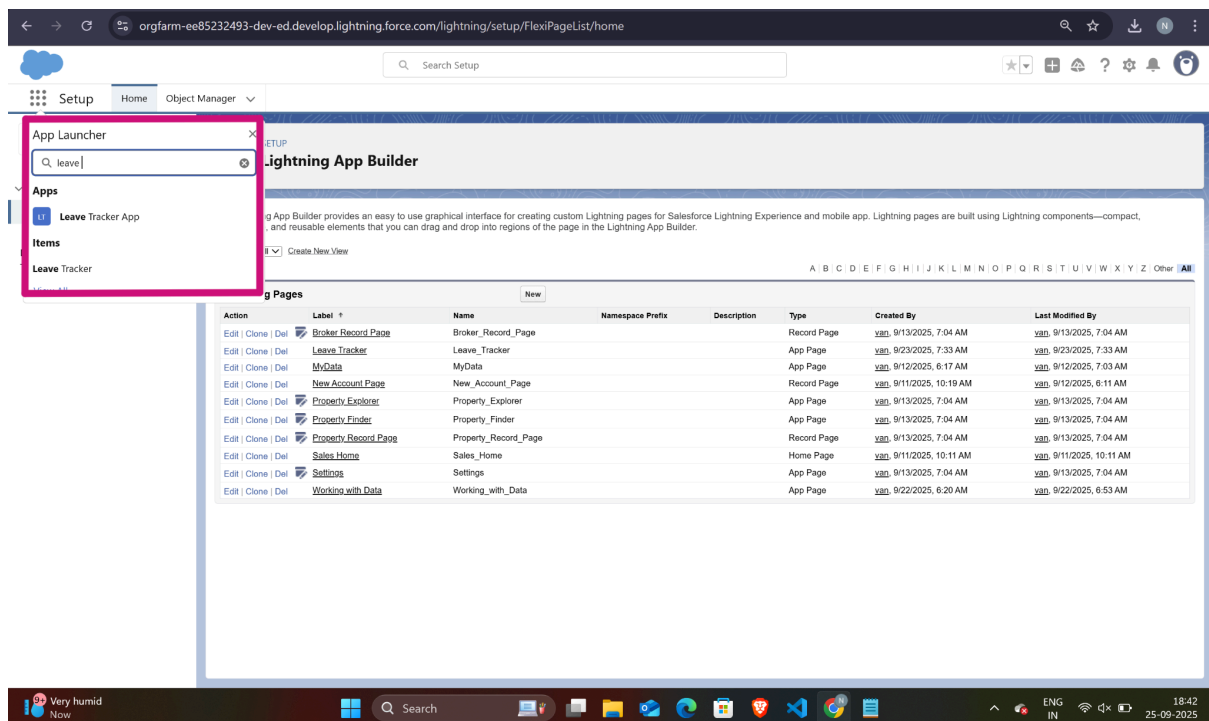 orgfarm-ee85232493-dev-ed.develop.lightning.force.com/lightning/setup/FlexiPageList/home
N
Search Setup
Setup
Home
Object Manager
App Launcher
leave
Apps
LT Leave Tracker App
Items
Leave Tracker
View All
ETUP
Lightning App Builder
g App Builder provides an easy to use graphical interface for creating custom Lightning pages for Salesforce Lightning Experience and mobile app. Lightning pages are built using Lightning components—compact,
, and reusable elements that you can drag and drop into regions of the page in the Lightning App Builder.
Create New View
A B C D E F G H I J K L M N O P Q R S T U V W X Y Z Other All
g Pages New
Action Label Name Namespace Prefix Description Type Created By Last Modified By
Edit | Clone | Del Broker Record Page Broker_Record_Page Record Page van, 9/13/2025, 7:04 AM van, 9/13/2025, 7:04 AM
Edit | Clone | Del Leave Tracker Leave_Tracker App Page van, 9/23/2025, 7:33 AM van, 9/23/2025, 7:33 AM
Edit | Clone | Del MyData MyData App Page van, 9/12/2025, 6:17 AM van, 9/12/2025, 7:03 AM
Edit | Clone | Del New Account Page New_Account_Page Record Page van, 9/11/2025, 10:19 AM van, 9/12/2025, 6:11 AM
Edit | Clone | Del Property Explorer Property_Explorer App Page van, 9/13/2025, 7:04 AM van, 9/13/2025, 7:04 AM
Edit | Clone | Del Property Finder Property_Finder App Page van, 9/13/2025, 7:04 AM van, 9/13/2025, 7:04 AM
Edit | Clone | Del Property Record Page Property_Record_Page Record Page van, 9/13/2025, 7:04 AM van, 9/13/2025, 7:04 AM
Edit | Clone | Del Sales Home Sales_Home Home Page van, 9/11/2025, 10:11 AM van, 9/11/2025, 10:11 AM
Edit | Clone | Del Settings Settings App Page van, 9/13/2025, 7:04 AM van, 9/13/2025, 7:04 AM
Edit | Clone | Del Working with Data Working_with_Data App Page van, 9/22/2025, 6:20 AM van, 9/22/2025, 6:53 AM
9+ Very humid
Now
Search
ENG
IN
18:42
25-09-2025